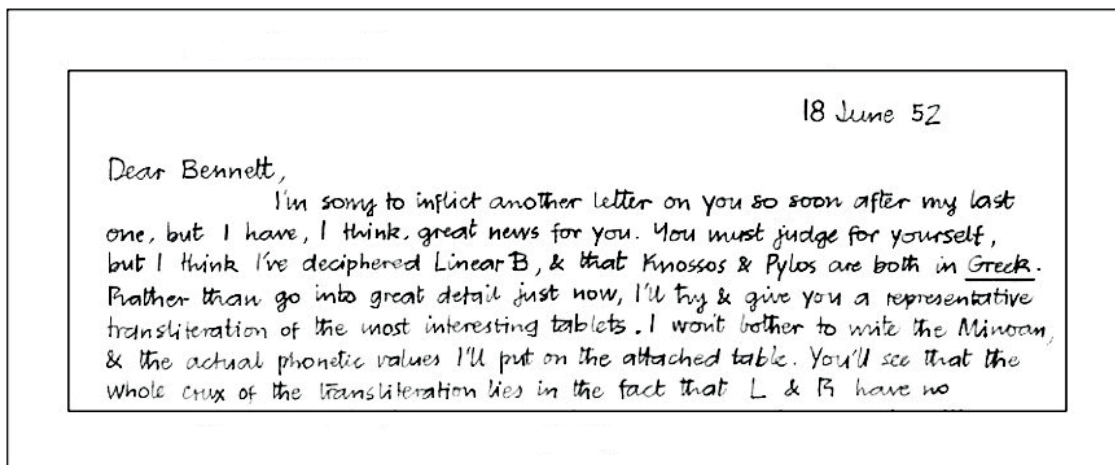 18 June 52
Dear Bennett,
I'm sorry to inflict another letter on you so soon after my last
one, but I have, I think, great news for you. You must judge for yourself,
but I think I've deciphered Linear B, & that Knossos & Pylos are both in Greek.
Rather than go into great detail just now, I'll try & give you a representative
transliteration of the most interesting tablets. I won't bother to write the Minoan,
& the actual phonetic values I'll put on the attached table. You'll see that the
whole crux of the transliteration lies in the fact that L & R have no